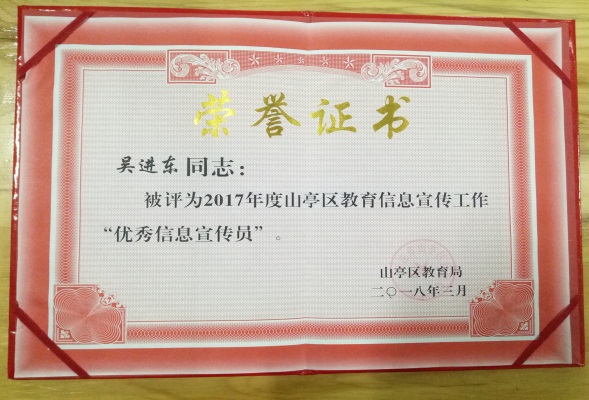 荣誉证书
吴进东同志：
被评为2017年度山亭区教育信息宣传工作
“优秀信息宣传员”。
山亭区教育局
二〇一八年三月